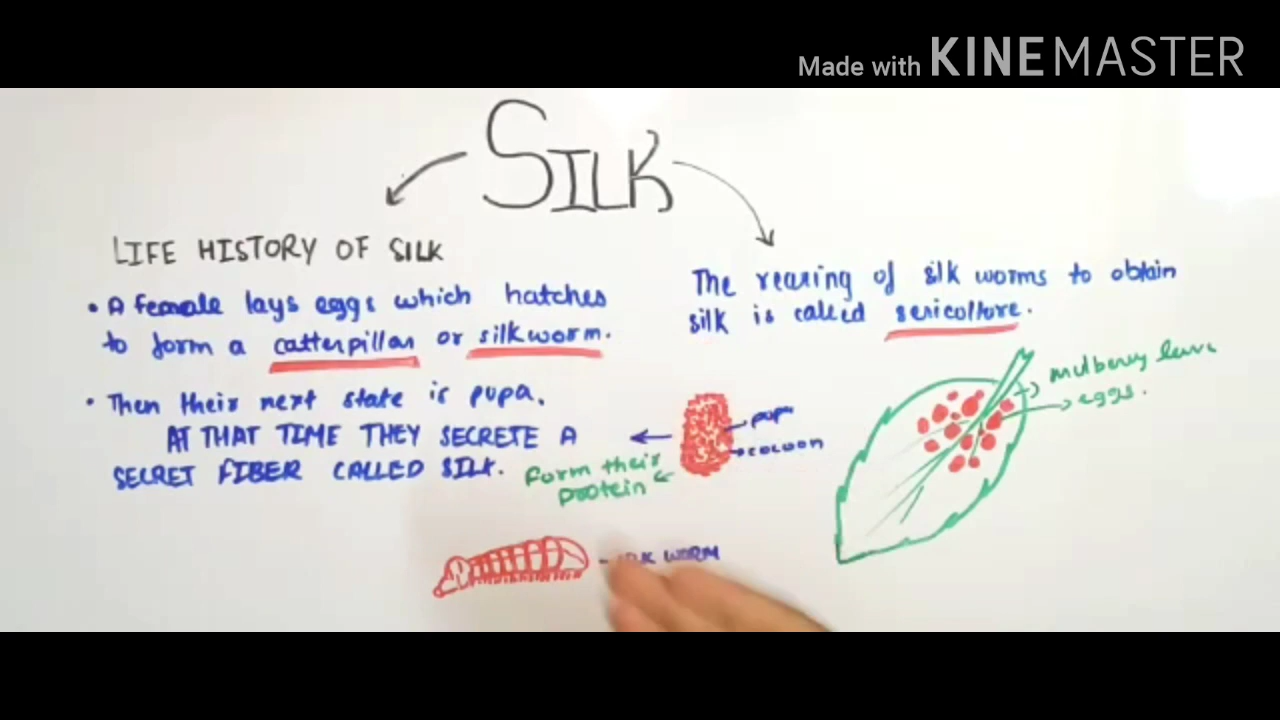 Made with KINEMASTER
SILK
LIFE HISTORY OF SILK
• A female lays eggs which hatches
to form a catterpillar or silkworm.
• Then their next state is pupa.
AT THAT TIME THEY SECRETE A
SECRET FIBER CALLED SILK.
The rearing of silk worms to obtain
silk is called sericulture.
mulberry
eggs.
pupa
cocoon
form their
protein
WORM